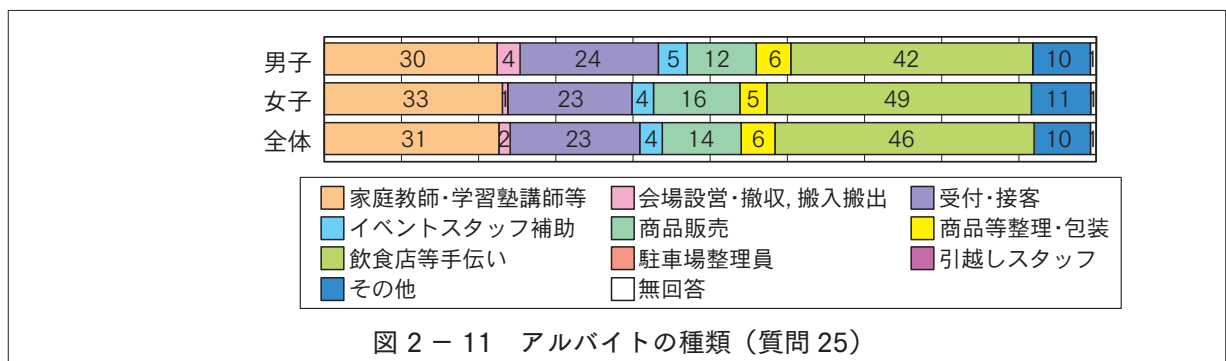 男子 30 4 24 5 12 6 42 10 1
女子 33 1 23 4 16 5 49 11 1
全体 31 2 23 4 14 6 46 10 1
家庭教師・学習塾講師等 会場設営・撤収, 搬入搬出 受付・接客
イベントスタッフ補助 商品販売 商品等整理・包装
飲食店等手伝い 駐車場整理員 引越しスタッフ
その他 無回答
図 2 − 11 アルバイトの種類（質問 25）